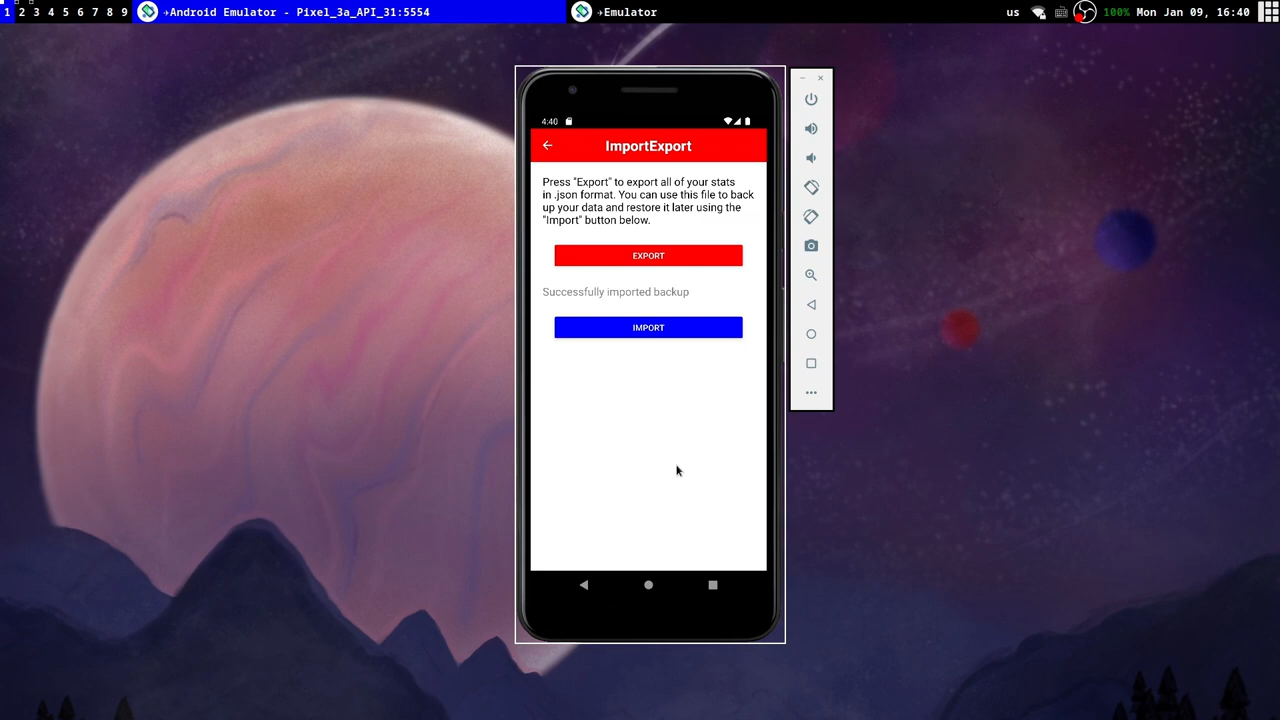 1 2 3 4 5 6 7 8 9 ✈Android Emulator - Pixel_3a_API_31:5554 ✈Emulator us 100% Mon Jan 09, 16:40
4:40
ImportExport
Press "Export" to export all of your stats
in .json format. You can use this file to back
up your data and restore it later using the
"Import" button below.
EXPORT
Successfully imported backup
IMPORT